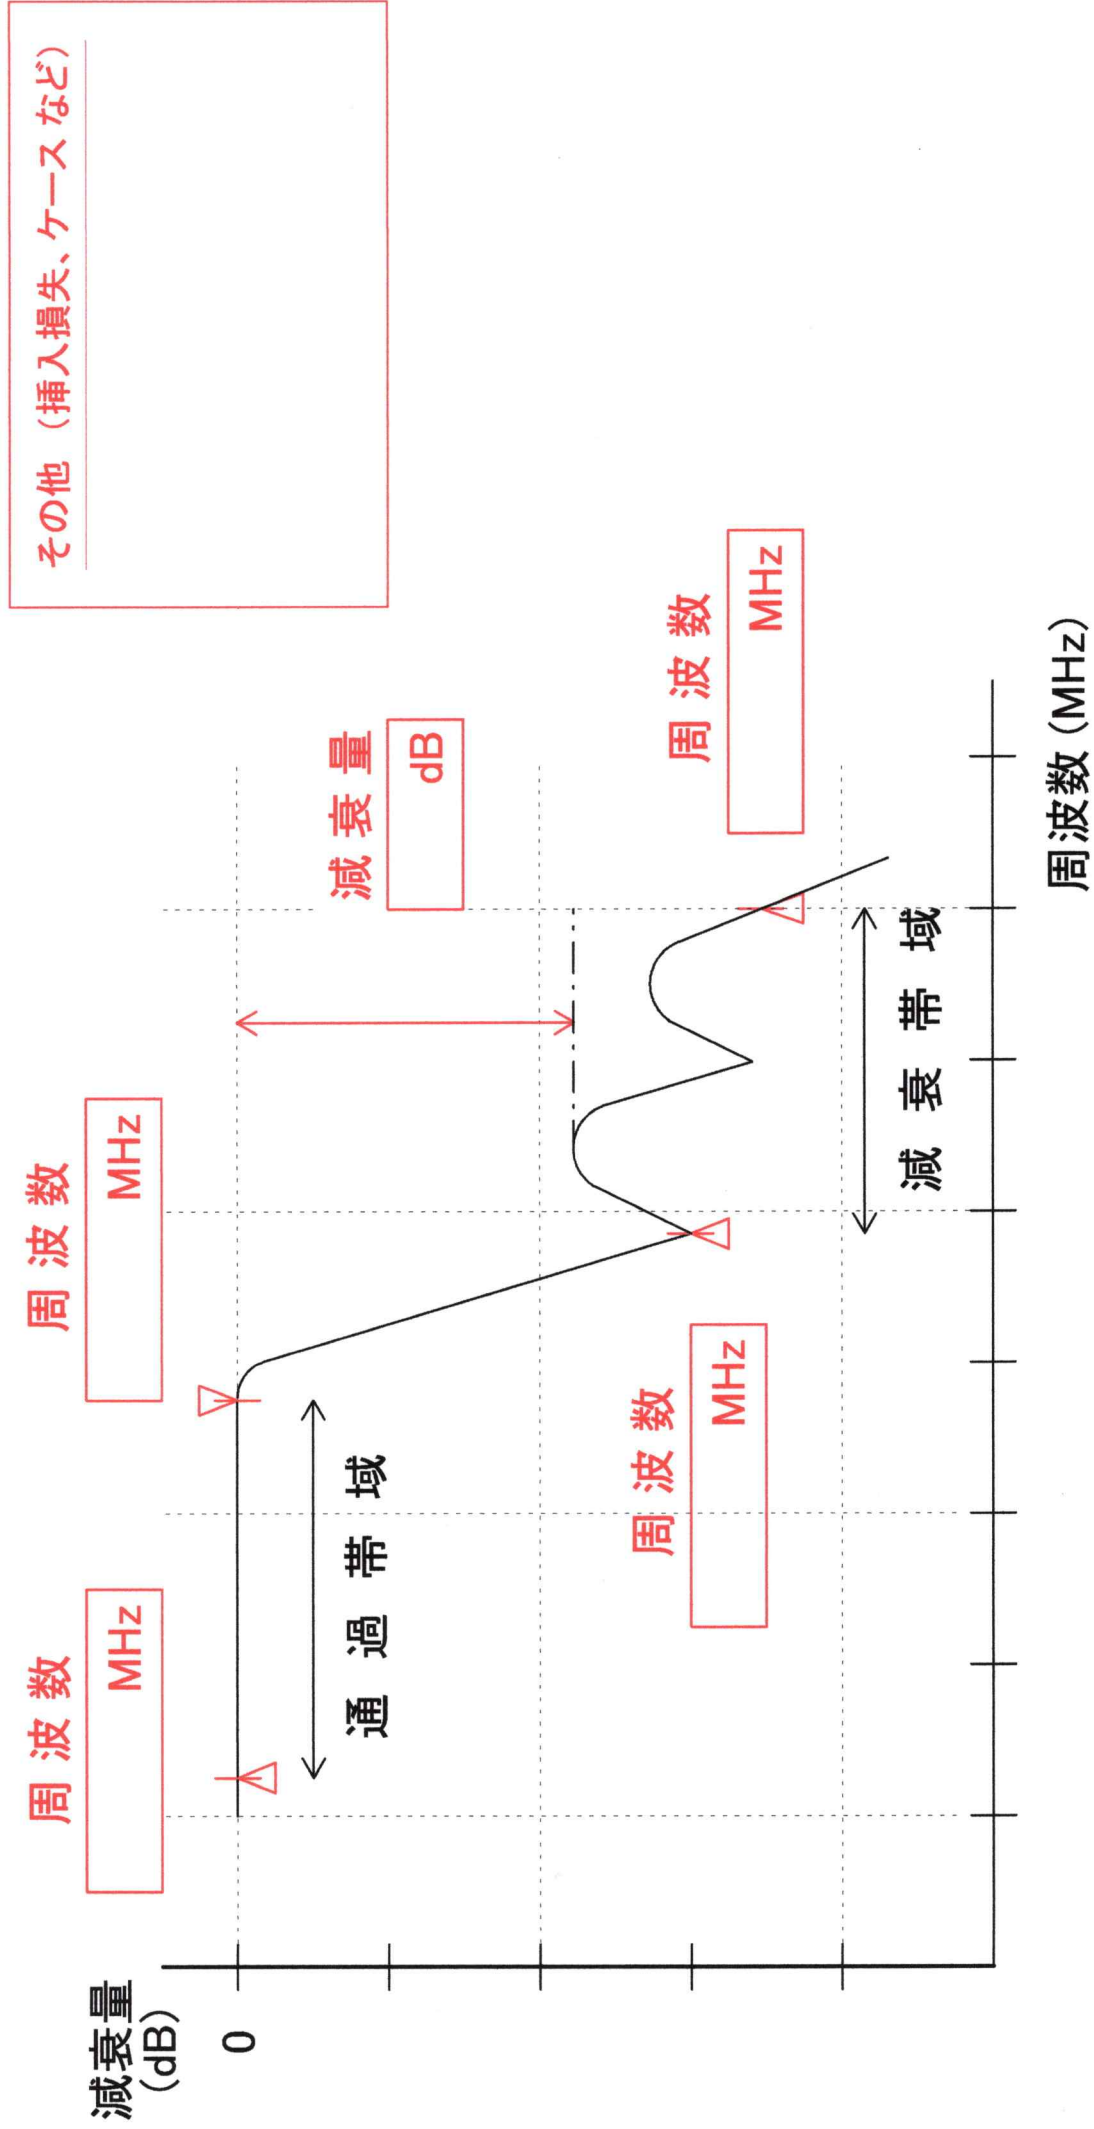 その他（挿入損失、ケース など）
周 波 数
MHz
周 波 数
MHz
減衰量
(dB)
0
減 衰 量
dB
通 過 帯 域
周 波 数
MHz
周 波 数
MHz
減 衰 帯 域
周波数 (MHz)